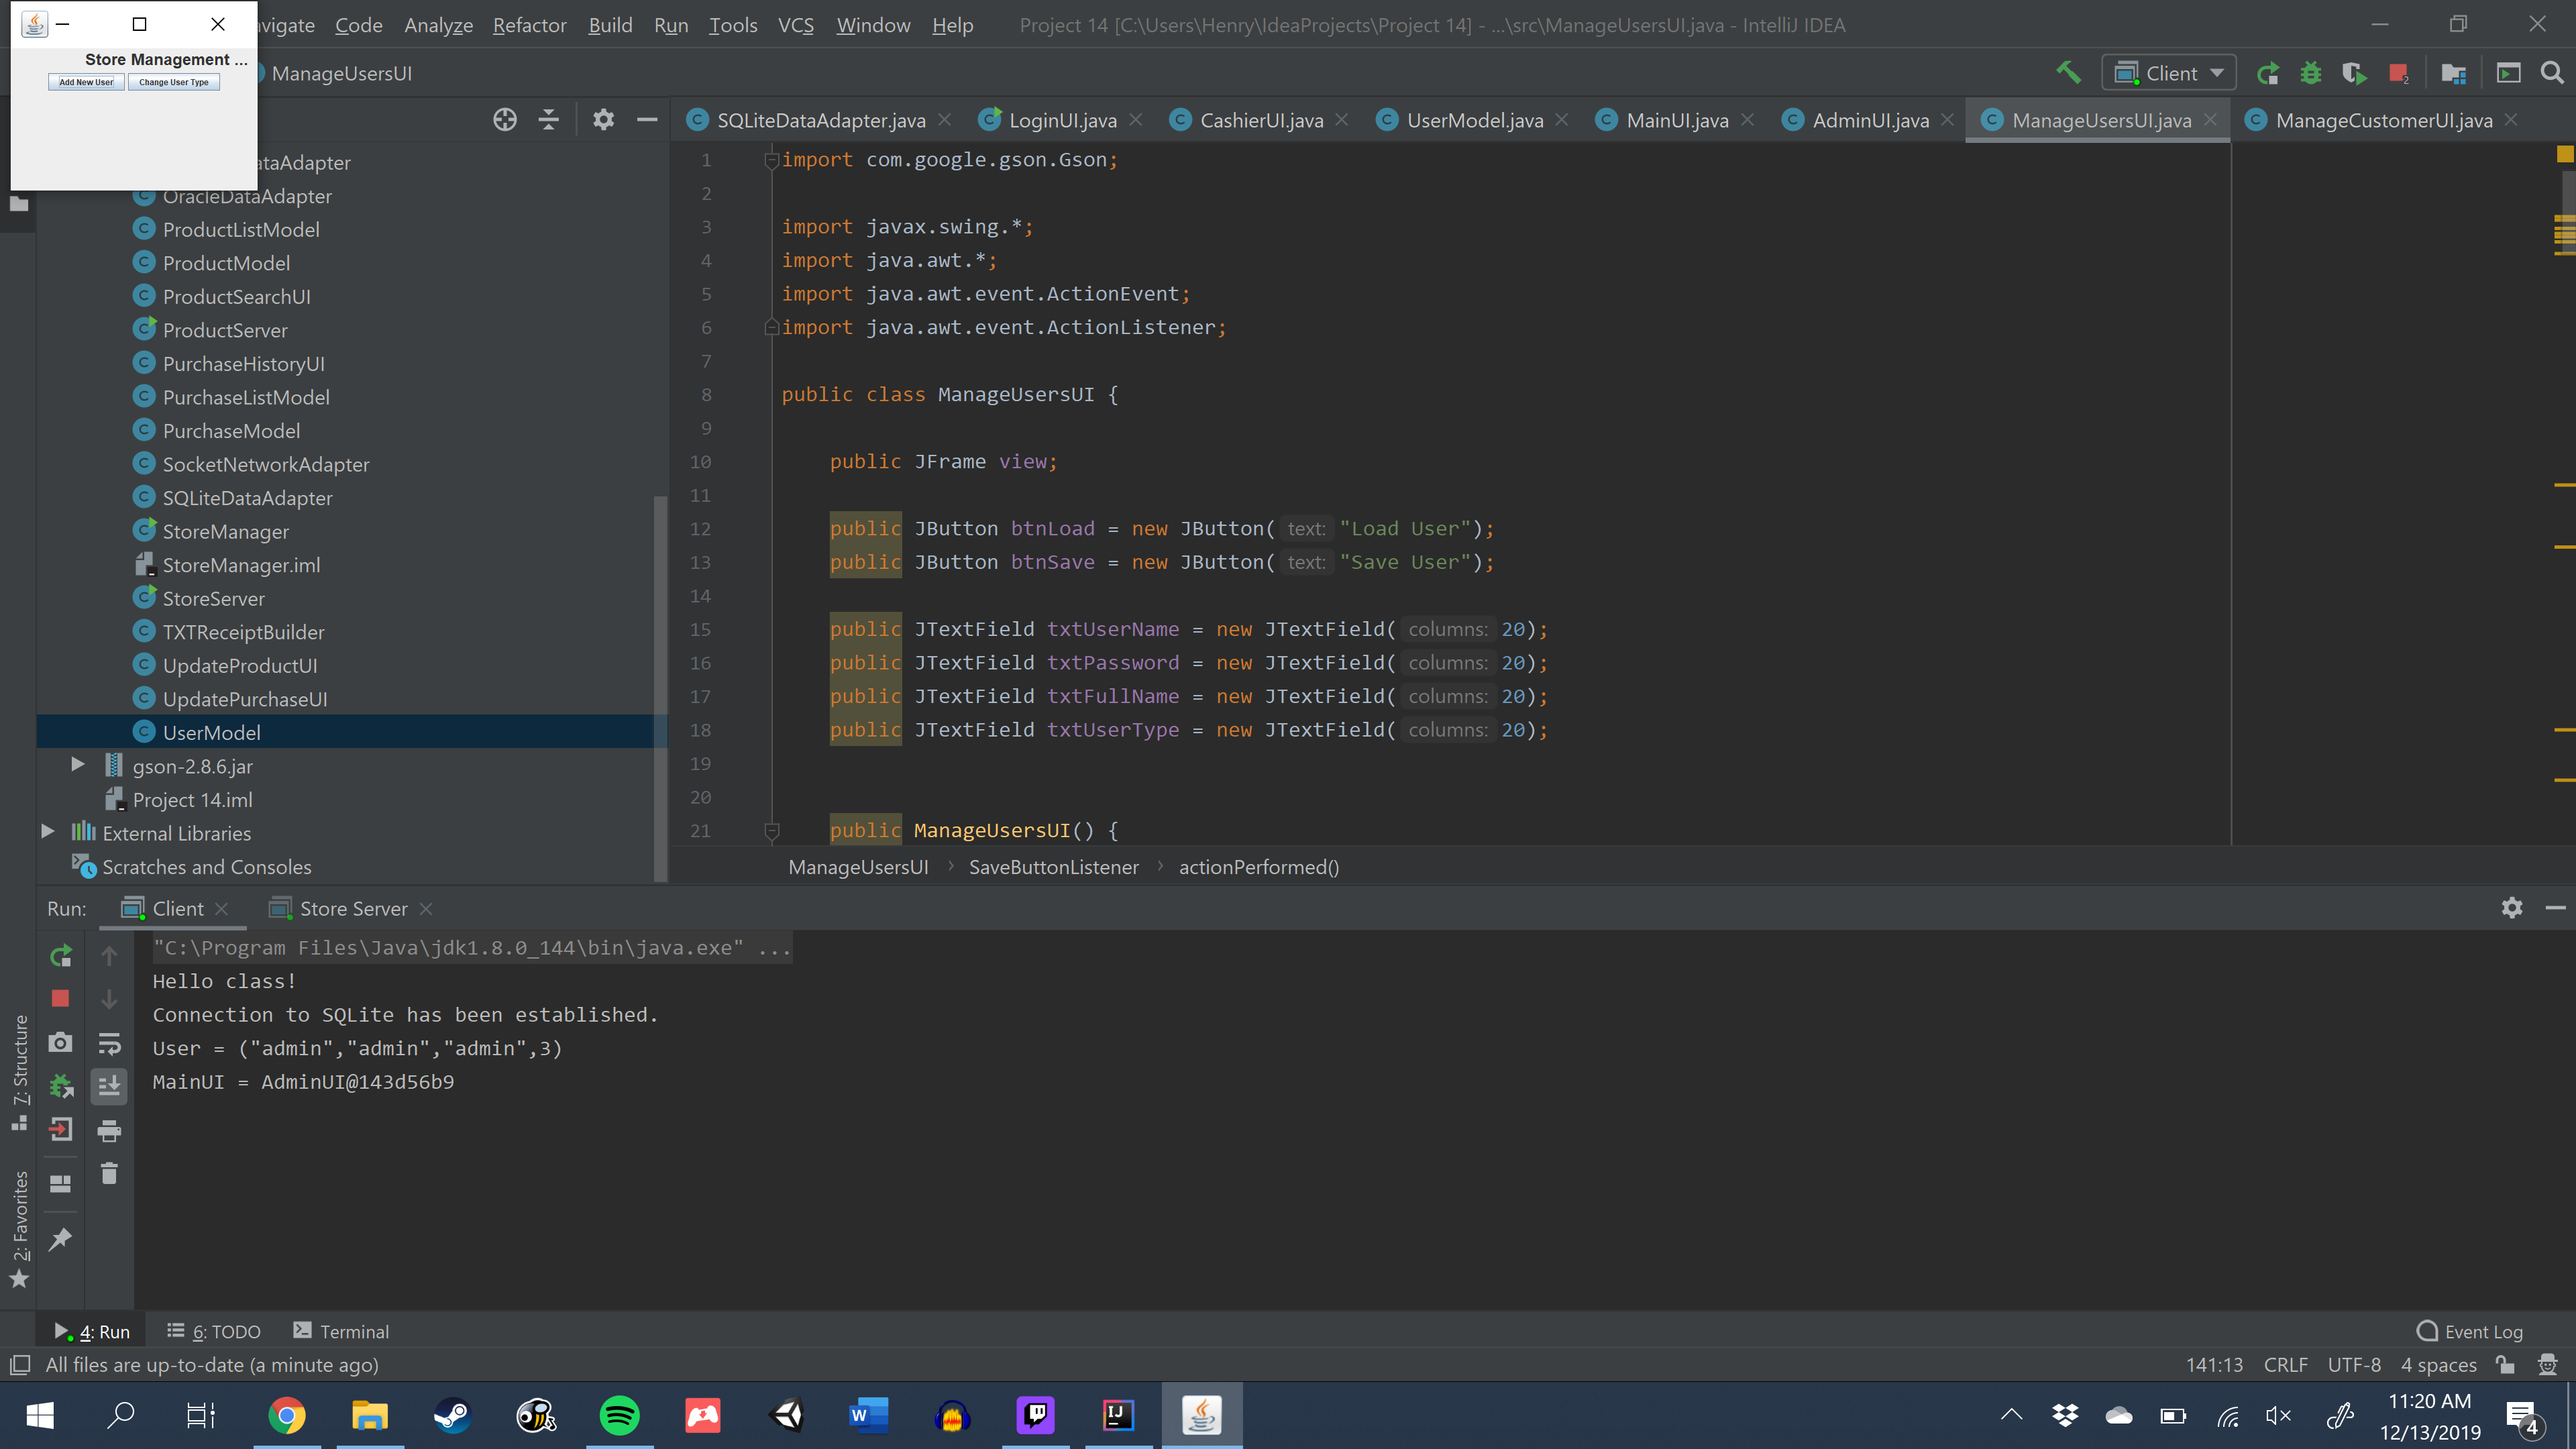 Navigate Code Analyze Refactor Build Run Tools VCS Window Help Project 14 [C:\Users\Henry\IdeaProjects\Project 14] - ...\src\ManageUsersUI.java - IntelliJ IDEA
Store Management ...
Add New User Change User Type
ManageUsersUI
Client
2
SQLiteDataAdapter.java LoginUI.java CashierUI.java UserModel.java MainUI.java AdminUI.java ManageUsersUI.java ManageCustomerUI.java
ataAdapter
OracleDataAdapter
ProductListModel
ProductModel
ProductSearchUI
ProductServer
PurchaseHistoryUI
PurchaseListModel
PurchaseModel
SocketNetworkAdapter
SQLiteDataAdapter
StoreManager
StoreManager.iml
StoreServer
TXTReceiptBuilder
UpdateProductUI
UpdatePurchaseUI
UserModel
gson-2.8.6.jar
Project 14.iml
External Libraries
Scratches and Consoles
1 import com.google.gson.Gson;
2
3 import javax.swing.*;
4 import java.awt.*;
5 import java.awt.event.ActionEvent;
6 import java.awt.event.ActionListener;
7
8 public class ManageUsersUI {
9
10 public JFrame view;
11
12 public JButton btnLoad = new JButton( text: "Load User");
13 public JButton btnSave = new JButton( text: "Save User");
14
15 public JTextField txtUserName = new JTextField( columns: 20);
16 public JTextField txtPassword = new JTextField( columns: 20);
17 public JTextField txtFullName = new JTextField( columns: 20);
18 public JTextField txtUserType = new JTextField( columns: 20);
19
20
21 public ManageUsersUI() {
ManageUsersUI › SaveButtonListener › actionPerformed()
Run: Client Store Server
"C:\Program Files\Java\jdk1.8.0_144\bin\java.exe" ...
Hello class!
Connection to SQLite has been established.
User = ("admin","admin","admin",3)
MainUI = AdminUI@143d56b9
7: Structure
2: Favorites
4: Run 6: TODO Terminal Event Log
All files are up-to-date (a minute ago) 141:13 CRLF UTF-8 4 spaces
11:20 AM
12/13/2019
4